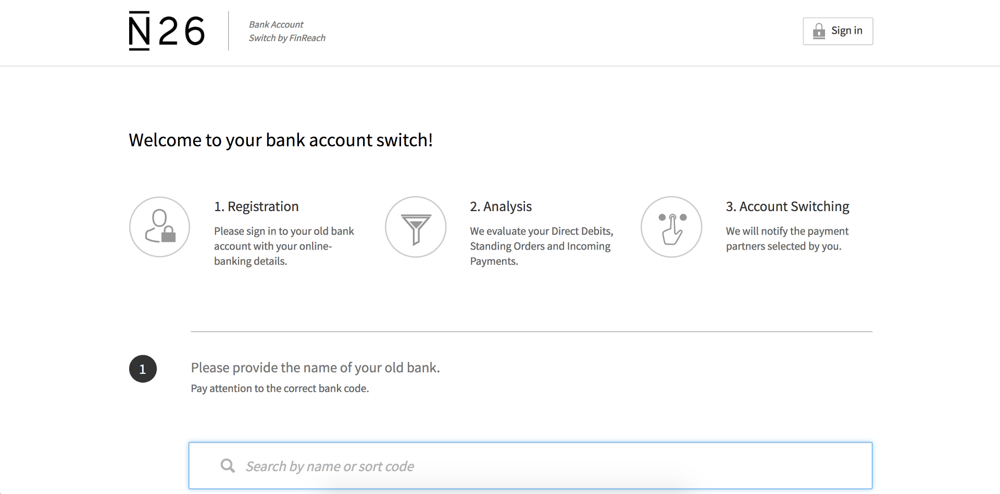 N26
Bank Account
Switch by FinReach
Sign in
Welcome to your bank account switch!
1. Registration
Please sign in to your old bank
account with your online-
banking details.
2. Analysis
We evaluate your Direct Debits,
Standing Orders and Incoming
Payments.
3. Account Switching
We will notify the payment
partners selected by you.
1
Please provide the name of your old bank.
Pay attention to the correct bank code.
Search by name or sort code